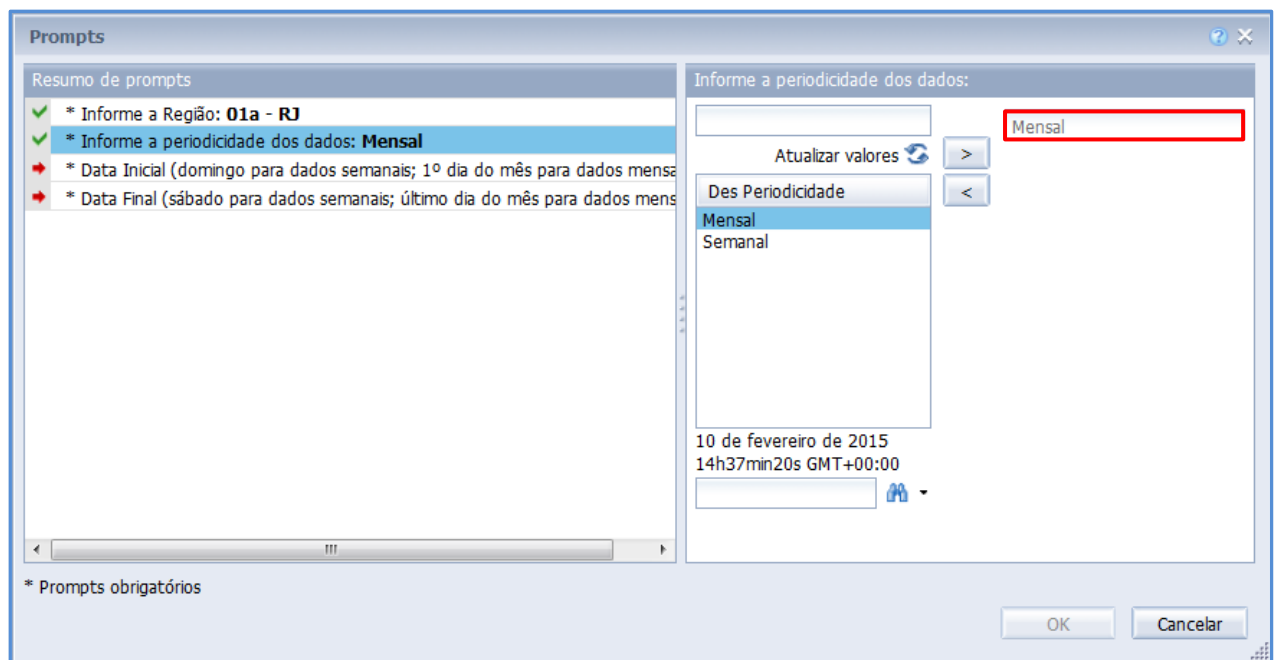 Prompts
Resumo de prompts
* Informe a Região: 01a - RJ
* Informe a periodicidade dos dados: Mensal
* Data Inicial (domingo para dados semanais; 1º dia do mês para dados mensa
* Data Final (sábado para dados semanais; último dia do mês para dados mens
* Prompts obrigatórios
Informe a periodicidade dos dados:
Atualizar valores
>
<
Mensal
Des Periodicidade
Mensal
Semanal
10 de fevereiro de 2015
14h37min20s GMT+00:00
OK
Cancelar